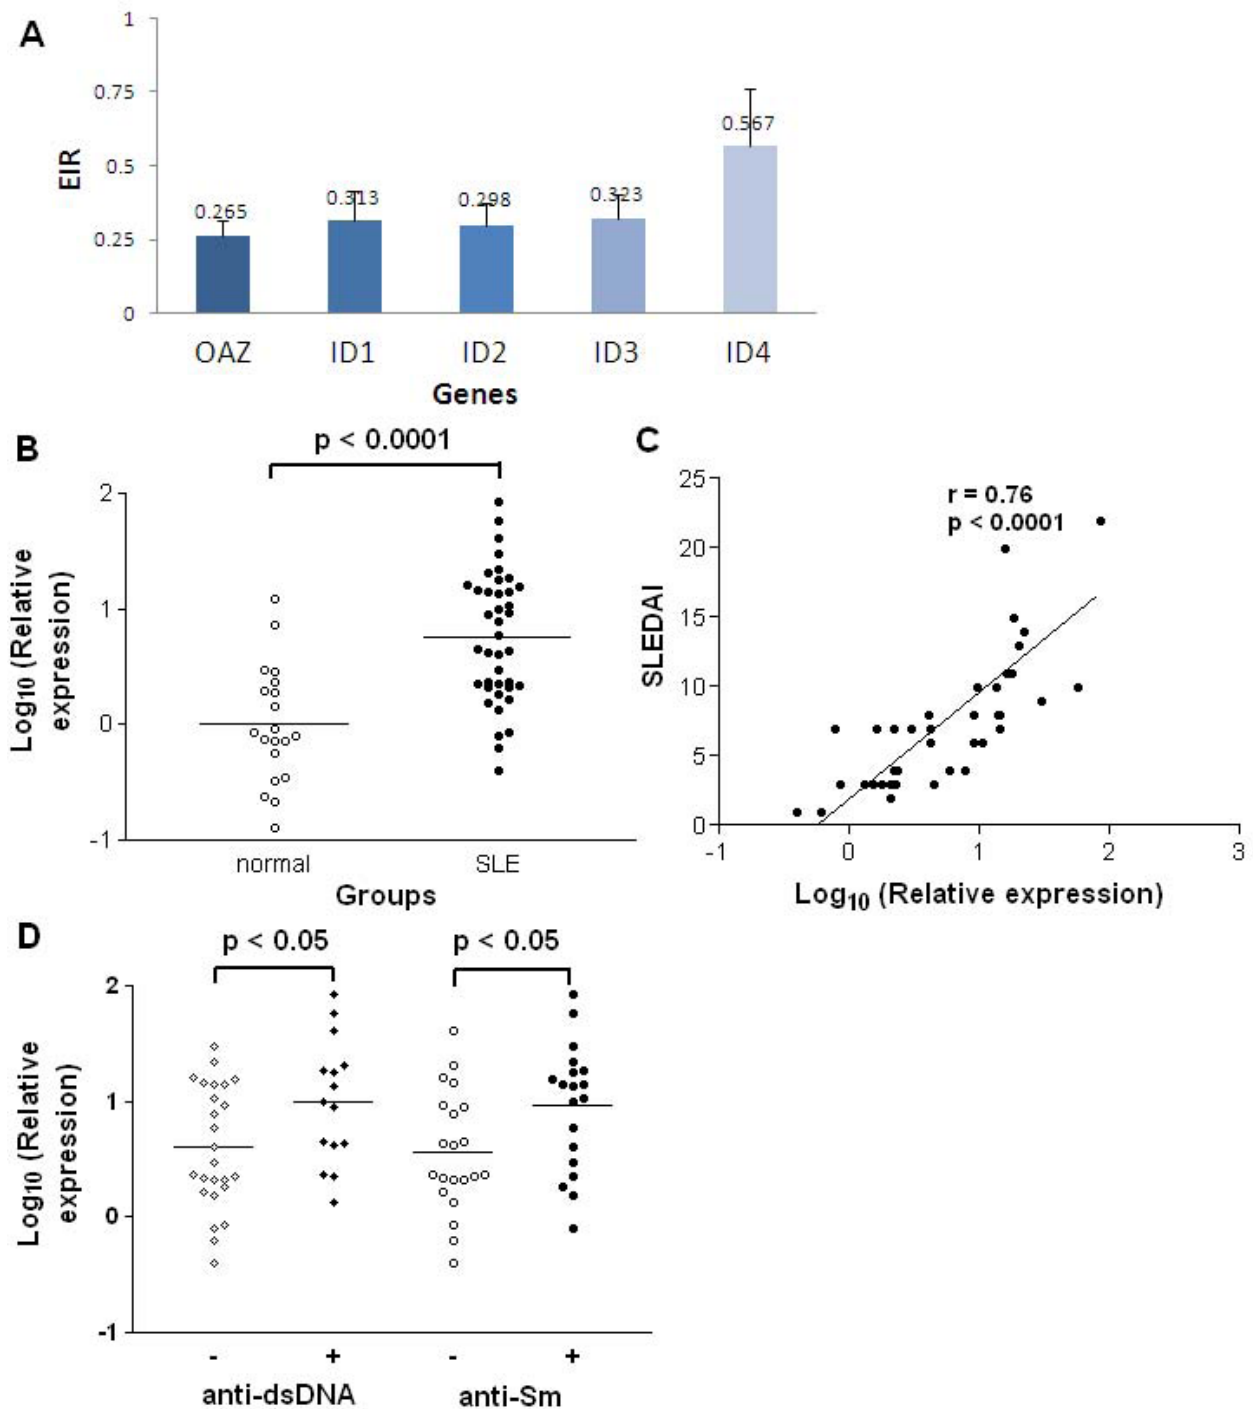 A
1
0.75
0.5
0.25
0
EIR
0.265
0.313
0.298
0.323
0.567
OAZ ID1 ID2 ID3 ID4
Genes
B
p < 0.0001
2
1
0
-1
Log10 (Relative
expression)
normal SLE
Groups
C
25
20
15
10
5
0
SLEDAI
r = 0.76
p < 0.0001
-1 0 1 2 3
Log10 (Relative expression)
D
p < 0.05 p < 0.05
2
1
0
-1
Log10 (Relative
expression)
- + - +
anti-dsDNA anti-Sm